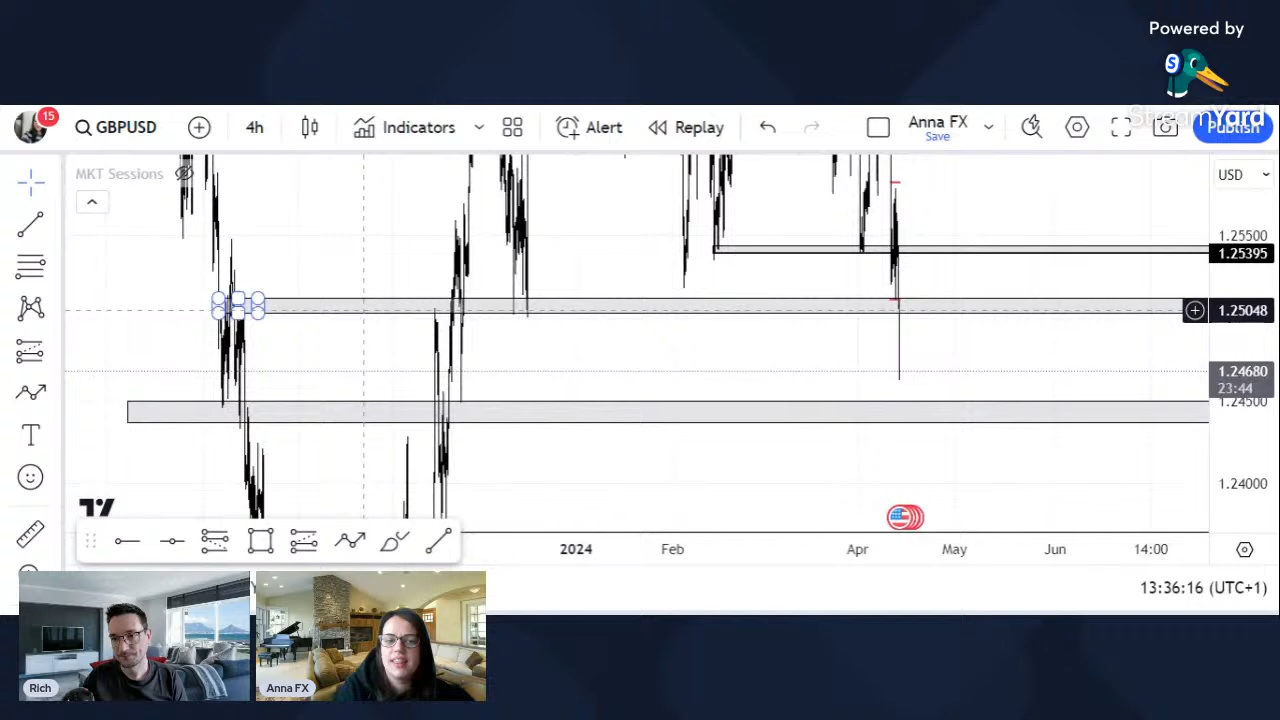 Powered by
StreamYard
15
GBPUSD
4h
Indicators
Alert
Replay
Anna FX
Save
Publish
MKT Sessions
USD
1.25500
1.25395
1.25048
1.24680
23:44
1.24500
1.24000
2024
Feb
Apr
May
Jun
14:00
13:36:16 (UTC+1)
Rich
Anna FX